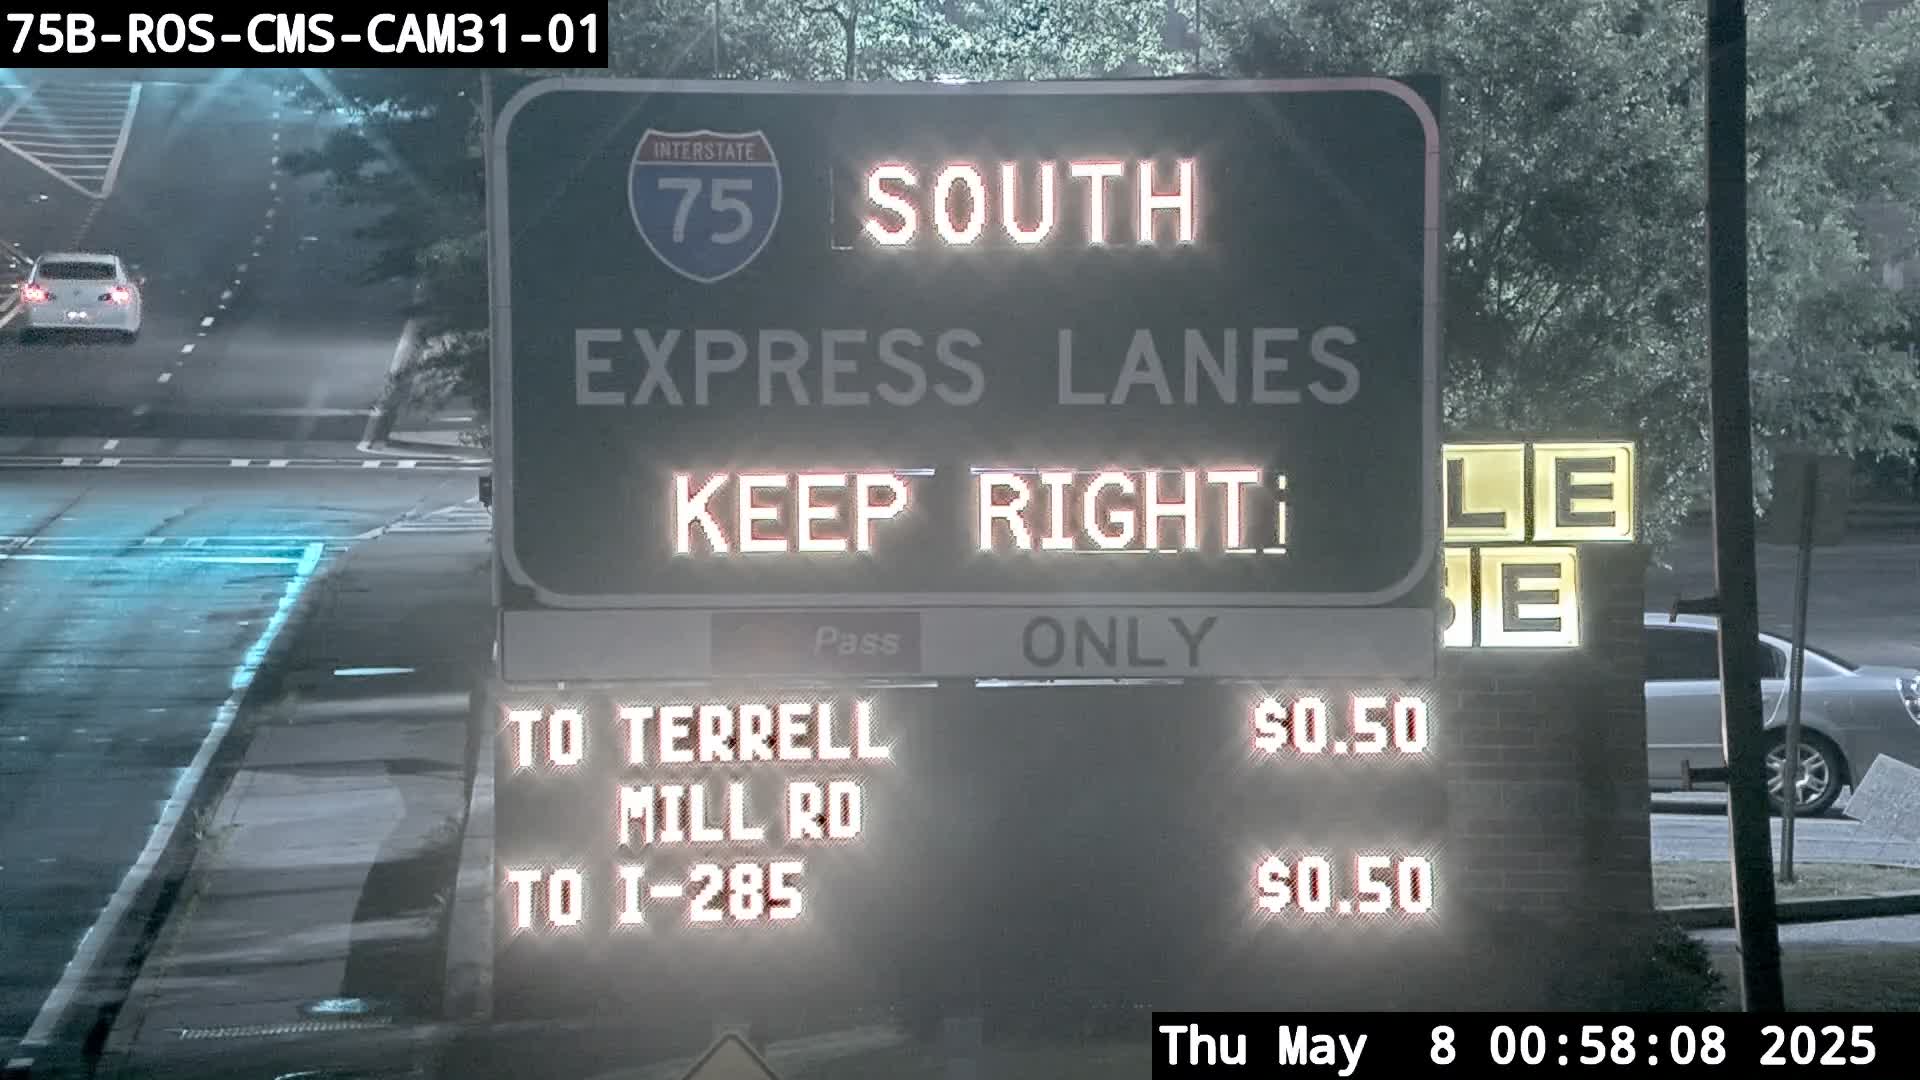 75B-ROS-CMS-CAM31-01
INTERSTATE
75
SOUTH
EXPRESS LANES
KEEP RIGHT
Pass ONLY
TO TERRELL $0.50
MILL RD
TO I-285 $0.50
LE
E
Thu May 8 00:58:08 2025